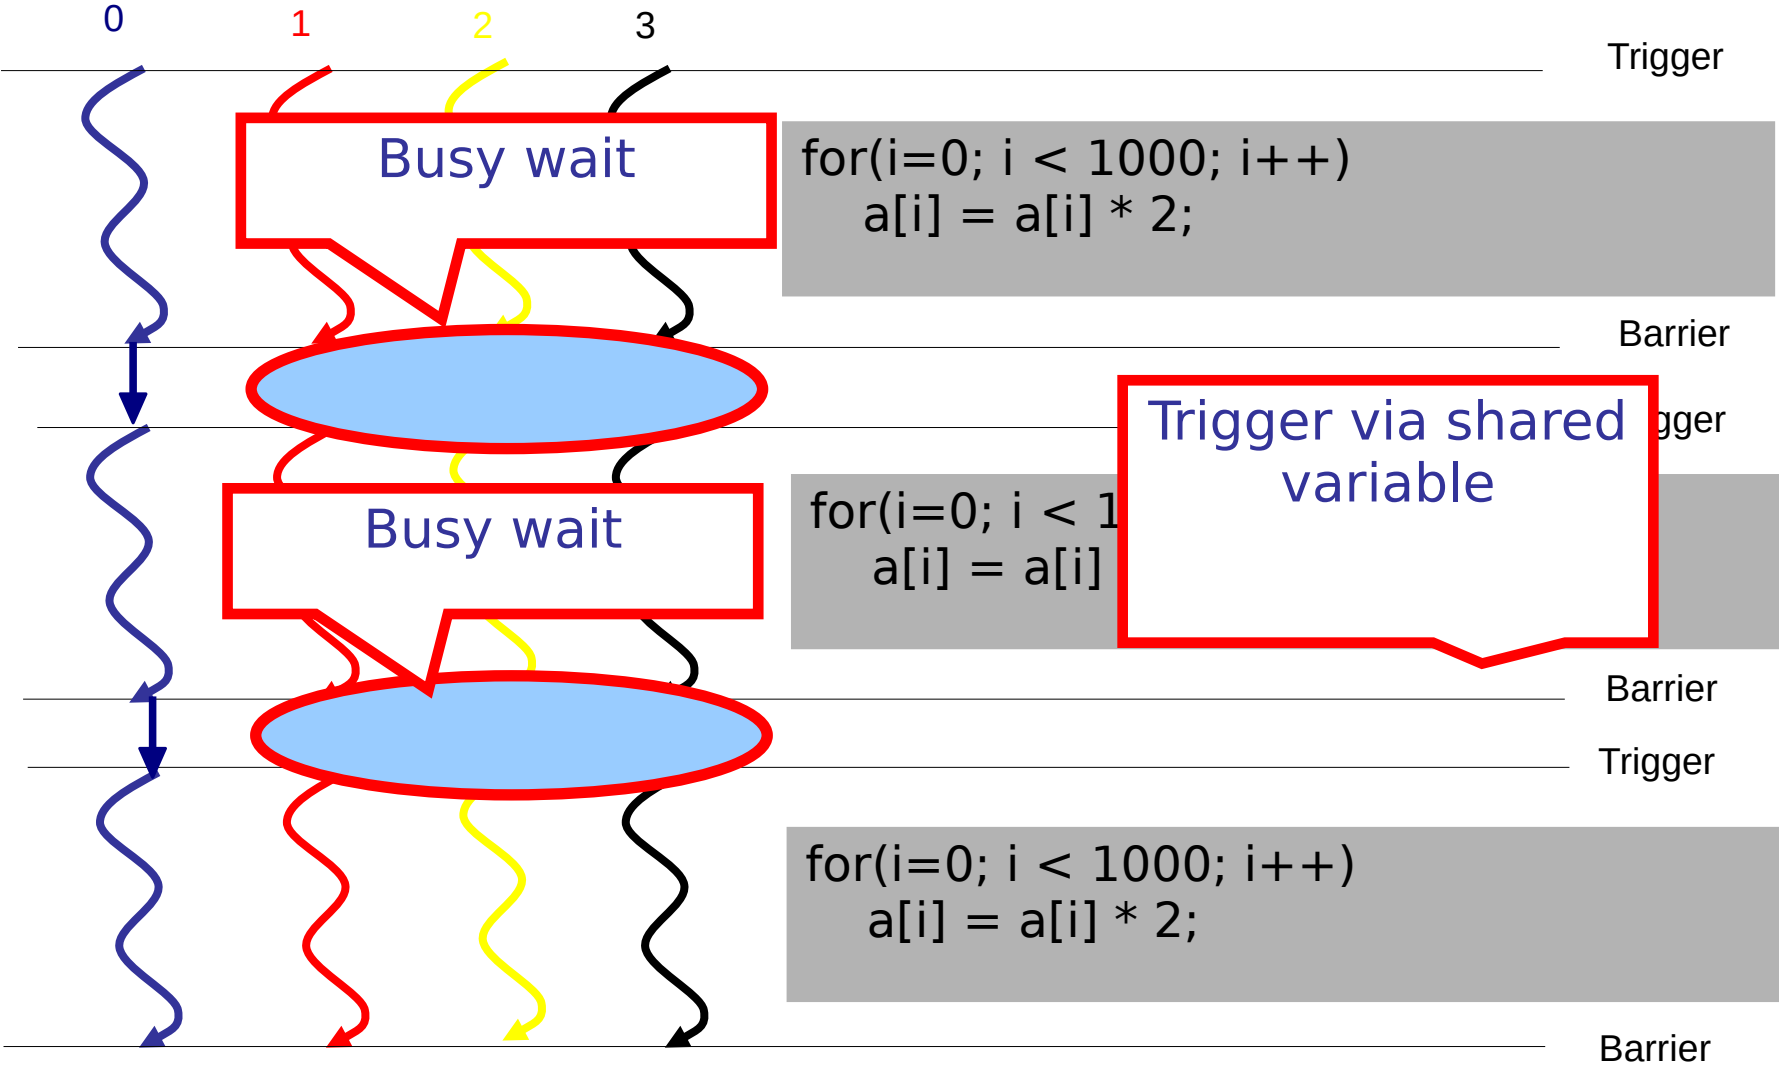 0
1
2
3
Trigger
Busy wait
for(i=0; i < 1000; i++)
a[i] = a[i] * 2;
Barrier
Trigger via shared
variable
gger
Busy wait
for(i=0; i < 1
a[i] = a[i]
Barrier
Trigger
for(i=0; i < 1000; i++)
a[i] = a[i] * 2;
Barrier